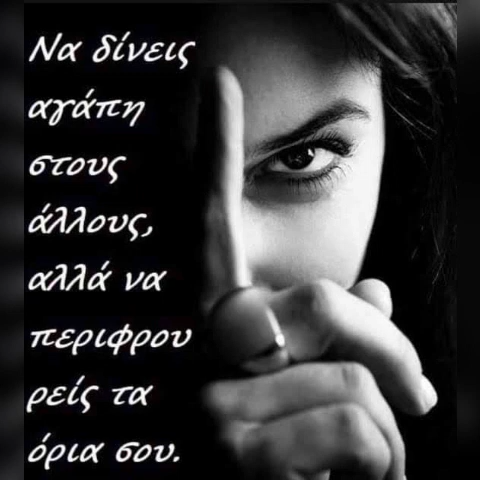 Να δίνεις
αγάπη
στους
άλλους,
αλλά να
περιφρου
ρείς τα
όρια σου.